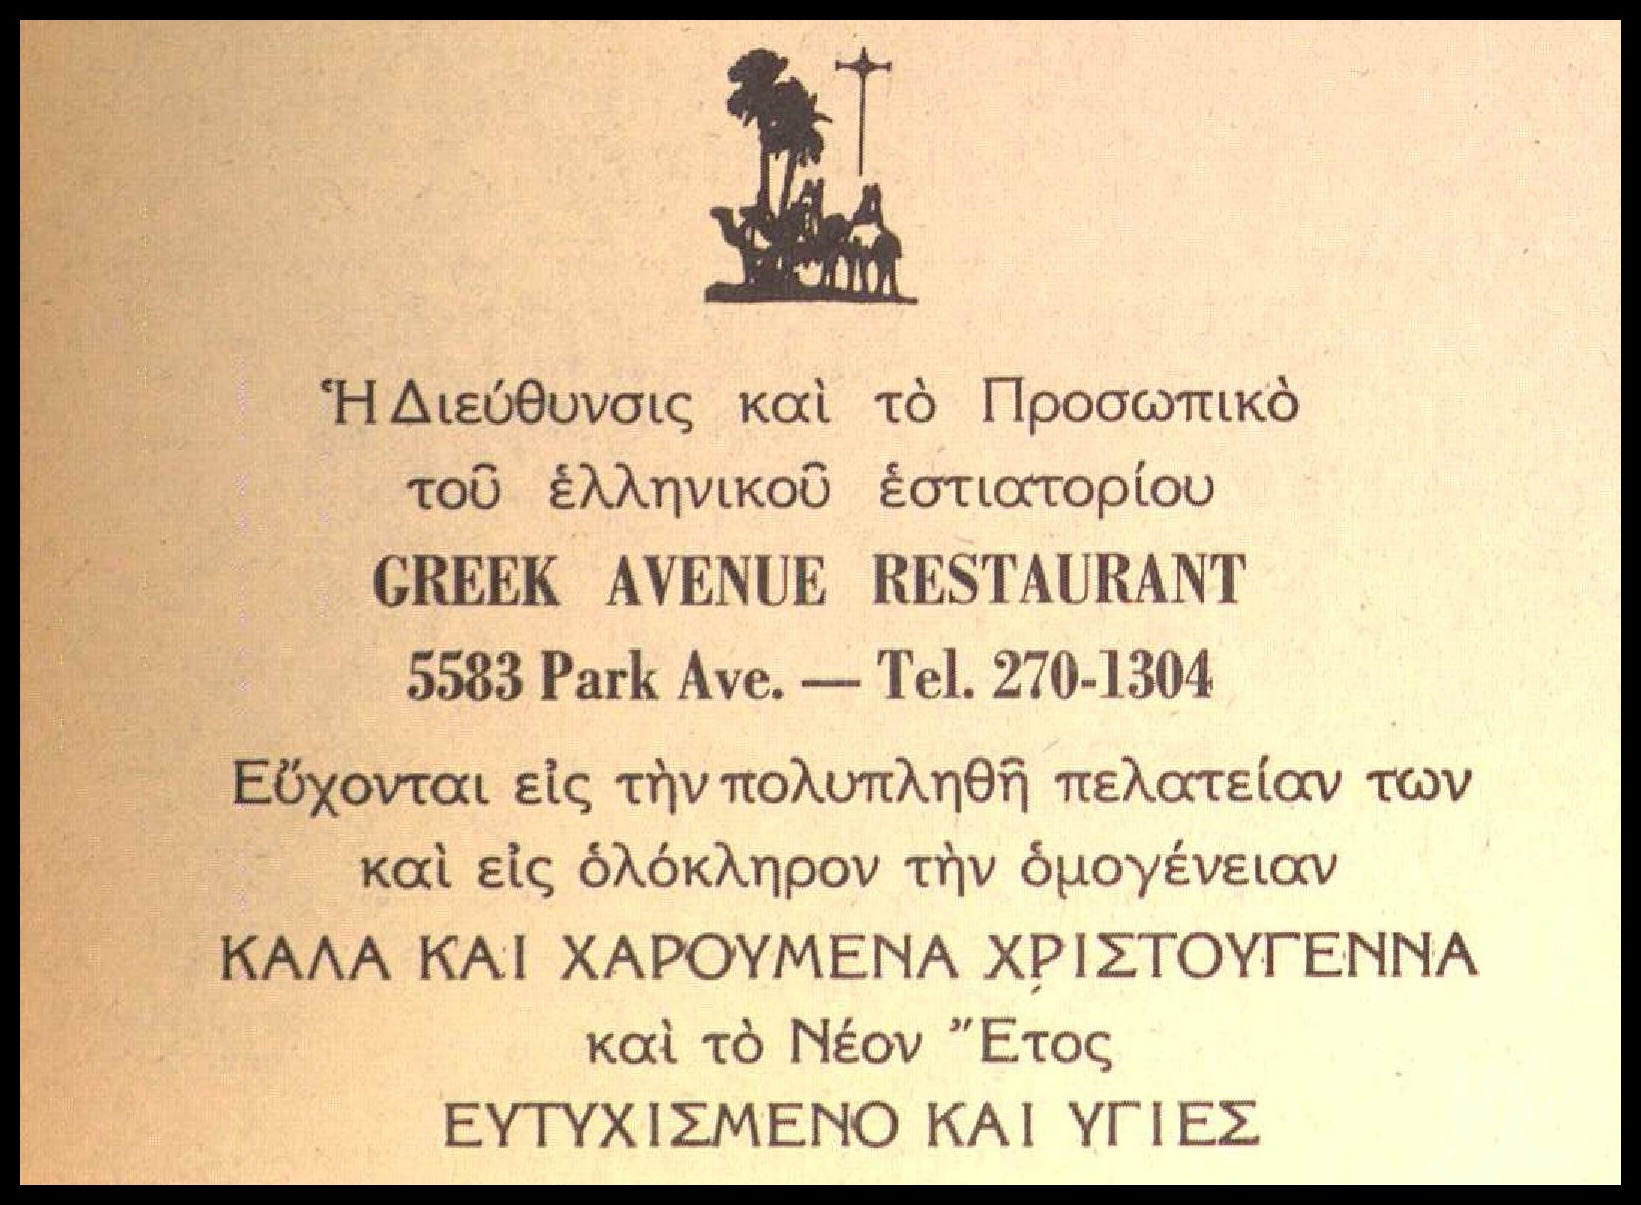 Ἡ Διεύθυνσις καὶ τὸ Προσωπικὸ
τοῦ ἑλληνικοῦ ἑστιατορίου
GREEK AVENUE RESTAURANT
5583 Park Ave. — Tel. 270-1304
Εὔχονται εἰς τὴν πολυπληθῆ πελατείαν των
καὶ εἰς ὁλόκληρον τὴν ὁμογένειαν
ΚΑΛΑ ΚΑΙ ΧΑΡΟΥΜΕΝΑ ΧΡΙΣΤΟΥΓΕΝΝΑ
καὶ τὸ Νέον Ἔτος
ΕΥΤΥΧΙΣΜΕΝΟ ΚΑΙ ΥΓΙΕΣ